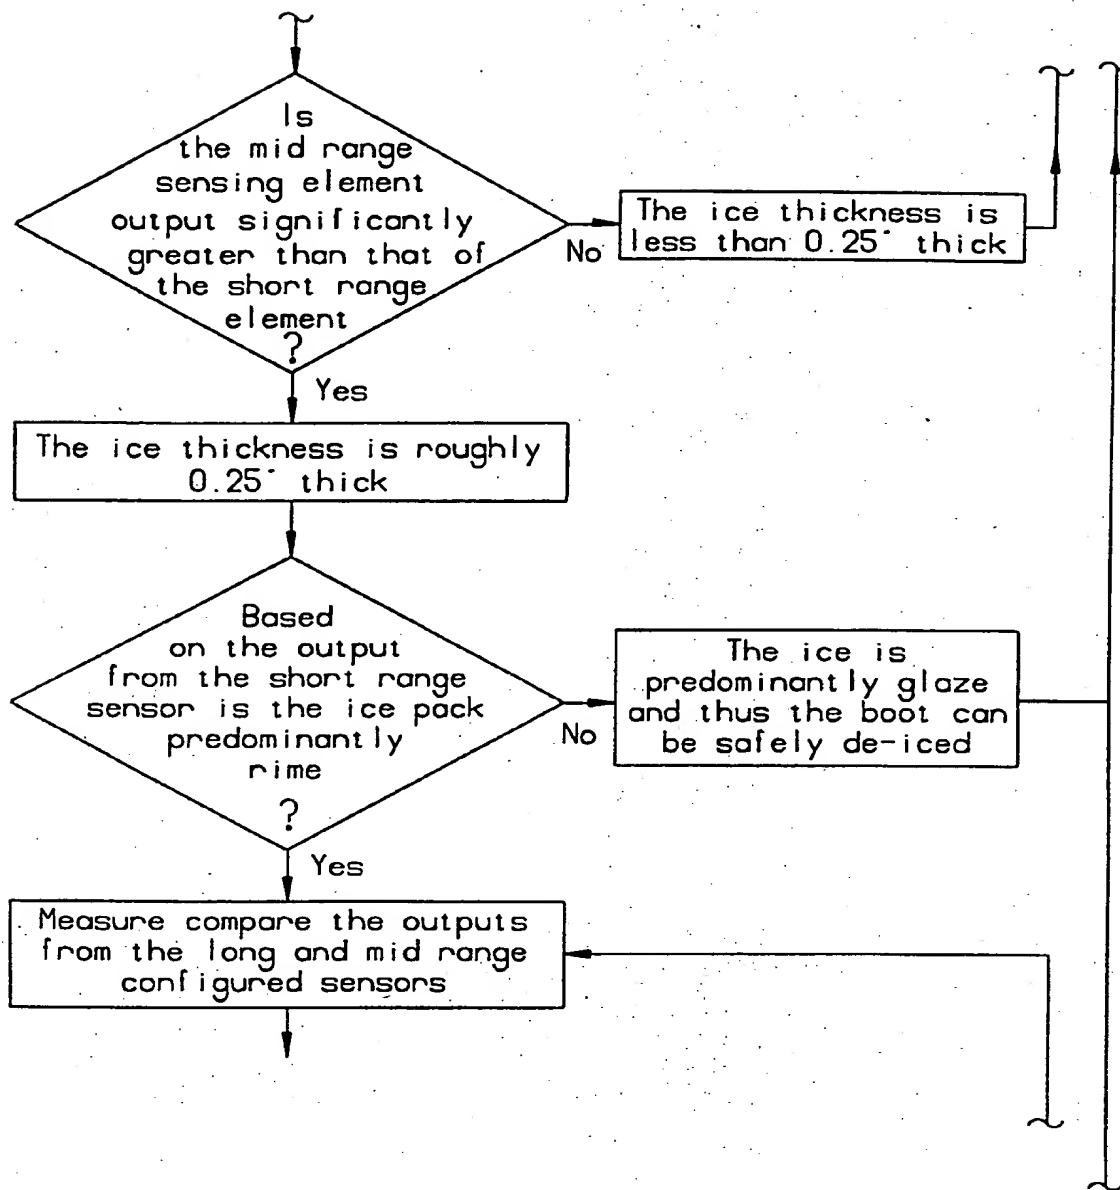 Is
the mid range
sensing element
output significantly
greater than that of
the short range
element
?
No
The ice thickness is
less than 0.25" thick
Yes
The ice thickness is roughly
0.25" thick
Based
on the output
from the short range
sensor is the ice pack
predominantly
rime
?
No
The ice is
predominantly glaze
and thus the boot can
be safely de-iced
Yes
Measure compare the outputs
from the long and mid range
configured sensors